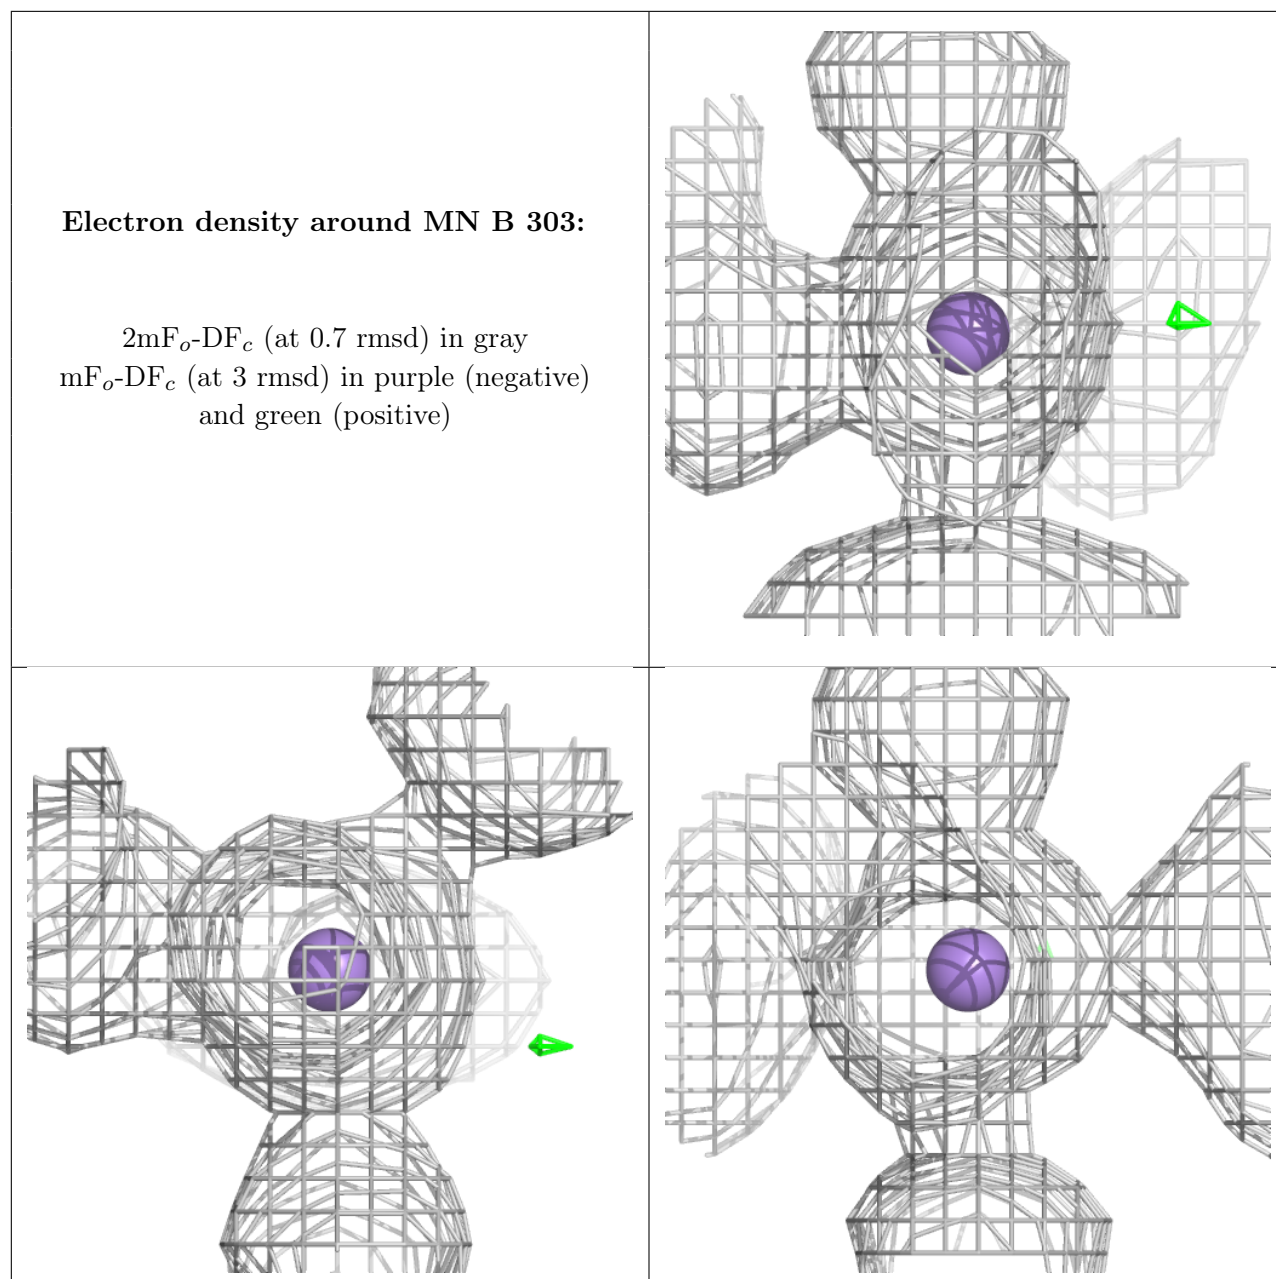 Electron density around MN B 303:
2mFo-DFc (at 0.7 rmsd) in gray
mFo-DFc (at 3 rmsd) in purple (negative)
and green (positive)